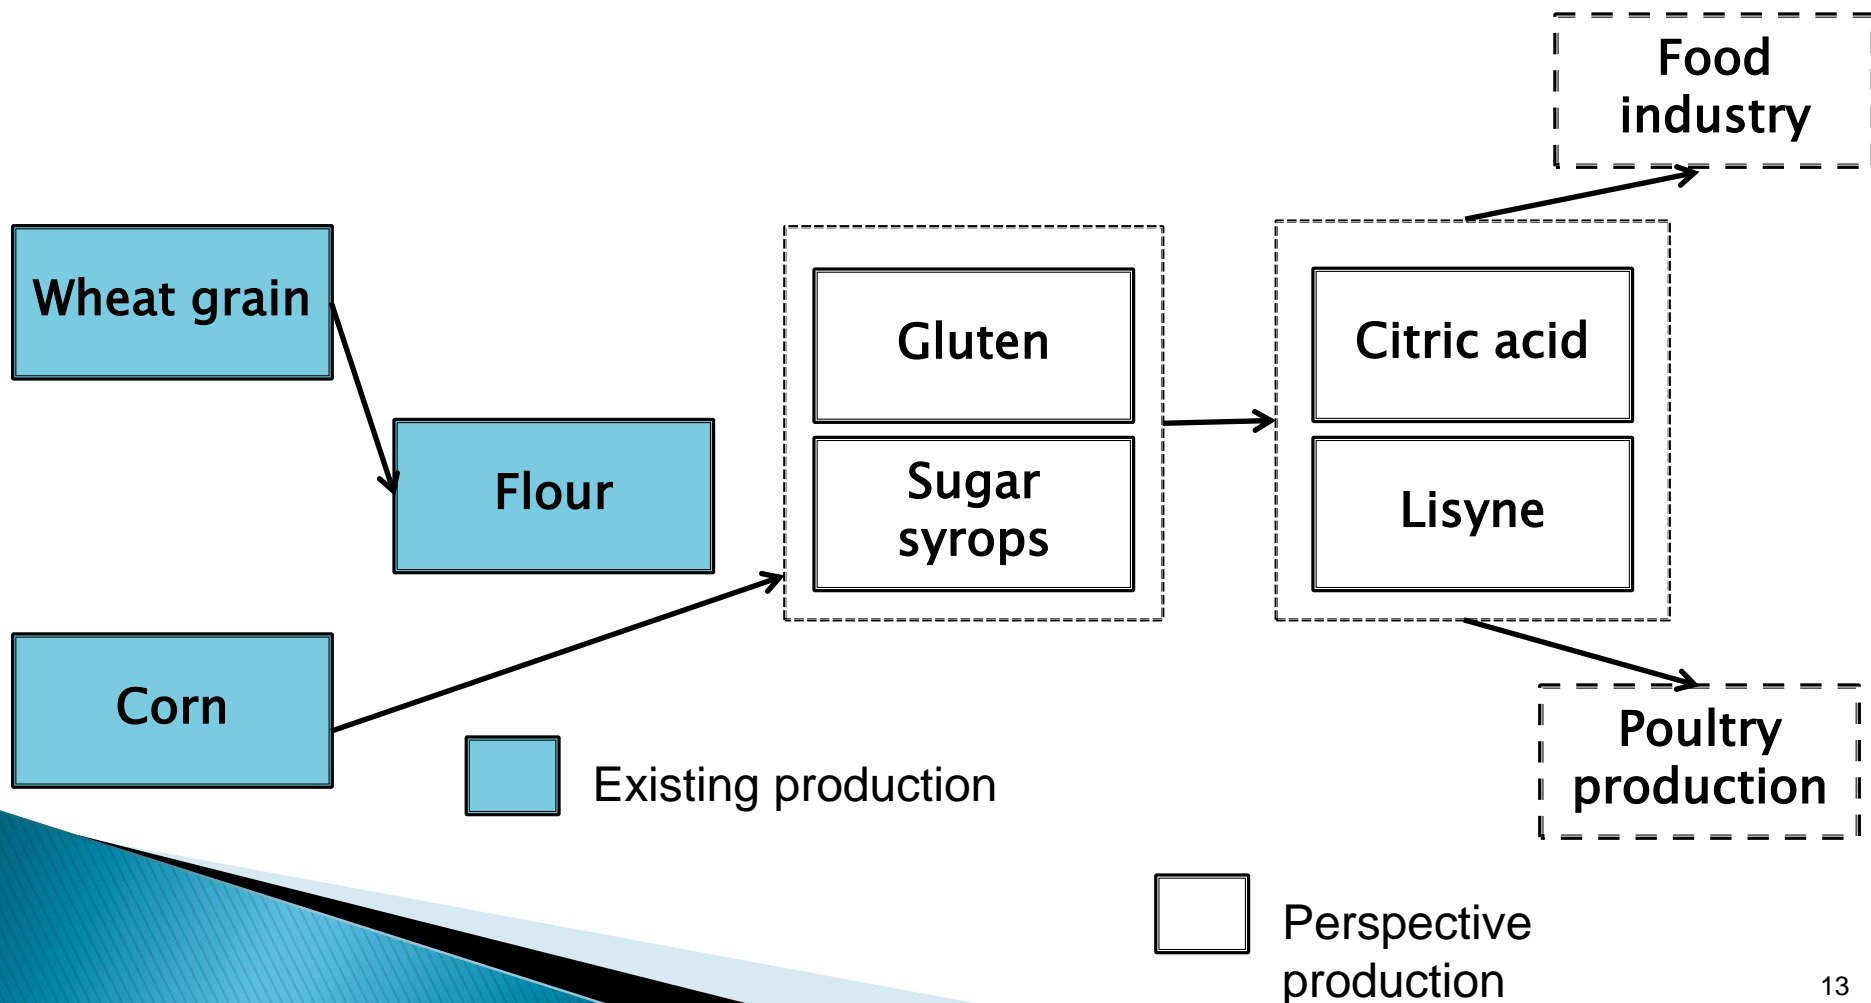 Food
industry
Wheat grain
Flour
Corn
Gluten
Sugar
syrops
Citric acid
Lisyne
Poultry
production
Existing production
Perspective
production
13